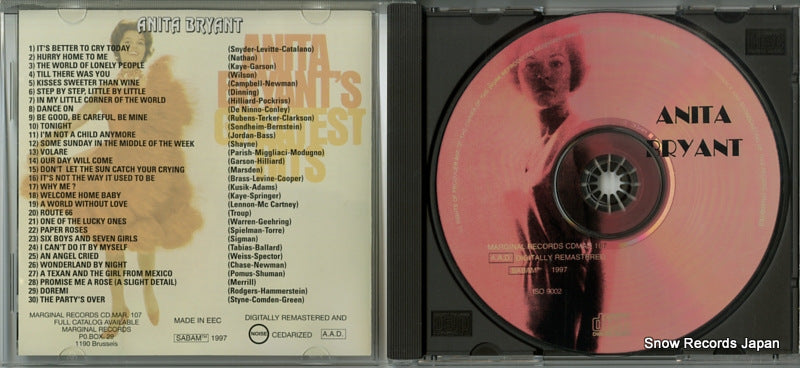 ANITA BRYANT
ANITA
BRYANT'S
GREATEST
HITS
1) IT'S BETTER TO CRY TODAY (Snyder-Levitte-Catalano)
2) HURRY HOME TO ME (Nathao)
3) THE WORLD OF LONELY PEOPLE (Kaye-Garson)
4) TILL THERE WAS YOU (Wilson)
5) KISSES SWEETER THAN WINE (Campbell-Newman)
6) STEP BY STEP, LITTLE BY LITTLE (Dinning)
7) IN MY LITTLE CORNER OF THE WORLD (Hilliard-Pockriss)
8) DANCE ON (De Ninno-Conley)
9) BE GOOD, BE CAREFUL, BE MINE (Rubens-Terker-Clarkson)
10) TONIGHT (Sondheim-Bernstein)
11) I'M NOT A CHILD ANYMORE (Jordan-Bass)
12) SOME SUNDAY IN THE MIDDLE OF THE WEEK (Shayne)
13) VOLARE (Parish-Miggliaci-Modugno)
14) OUR DAY WILL COME (Garson-Hilliard)
15) DON'T LET THE SUN CATCH YOUR CRYING (Marsden)
16) IT'S NOT THE WAY IT USED TO BE (Brass-Levine-Cooper)
17) WHY ME ? (Kusik-Adams)
18) WELCOME HOME BABY (Kaye-Springer)
19) A WORLD WITHOUT LOVE (Lennon-Mc Cartney)
20) ROUTE 66 (Troup)
21) ONE OF THE LUCKY ONES (Warren-Geehring)
22) PAPER ROSES (Spielman-Torre)
23) SIX BOYS AND SEVEN GIRLS (Sigman)
24) I CAN'T DO IT BY MYSELF (Tabias-Ballard)
25) AN ANGEL CRIED (Weiss-Spector)
26) WONDERLAND BY NIGHT (Chase-Newman)
27) A TEXAN AND THE GIRL FROM MEXICO (Pomus-Shuman)
28) PROMISE ME A ROSE (A SLIGHT DETAIL) (Merrill)
29) DOREMI (Rodgers-Hammerstein)
30) THE PARTY'S OVER (Styne-Comden-Green)
MARGINAL RECORDS CD.MAR. 107
FULL CATALOG AVAILABLE
MARGINAL RECORDS
PO.BOX. 29
1190 Brussels
MADE IN EEC
SABAM™ 1997
DIGITALLY REMASTERED AND
NOISE CEDARIZED A.A.D.
ANITA
BRYANT
MARGINAL RECORDS CDMAR. 107
A.A.D. DIGITALLY REMASTERED
SABAM™ 1997
ISO 9002
Snow Records Japan